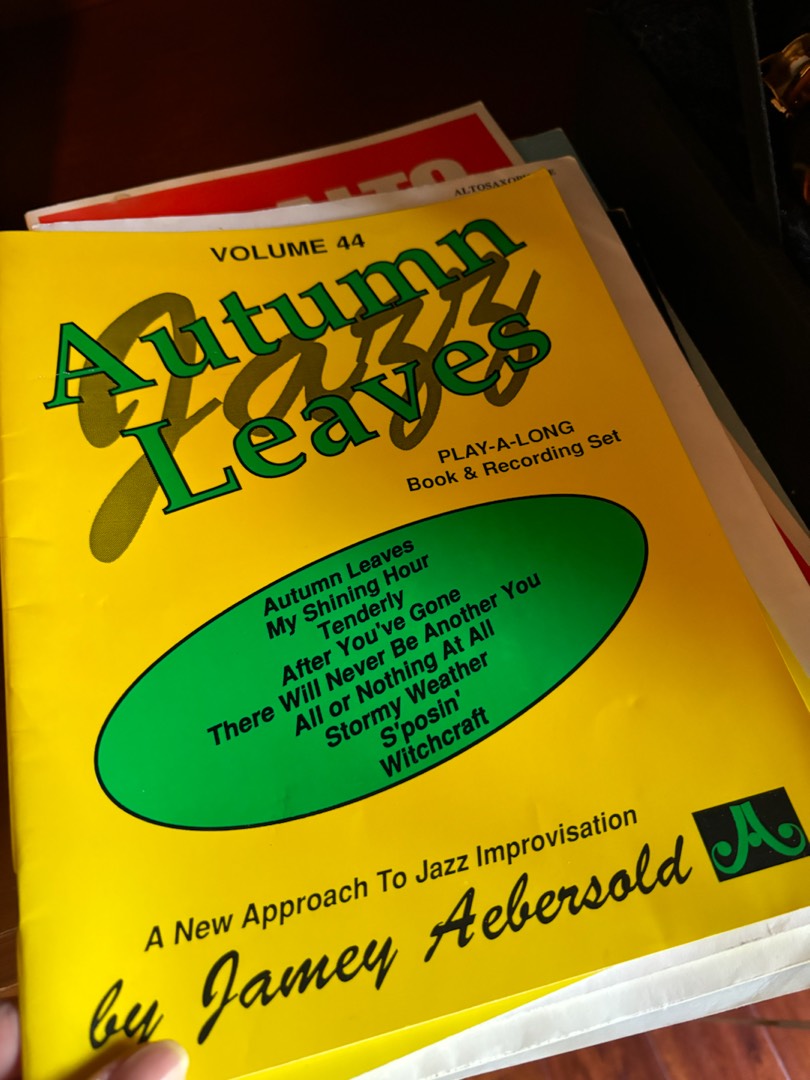 ALTO
ALTOSAXOPHONE
VOLUME 44
Autumn
Jazz
Leaves
PLAY-A-LONG
Book & Recording Set
Autumn Leaves
My Shining Hour
Tenderly
After You've Gone
There Will Never Be Another You
All or Nothing At All
Stormy Weather
S'posin'
Witchcraft
A New Approach To Jazz Improvisation
by Jamey Aebersold
A